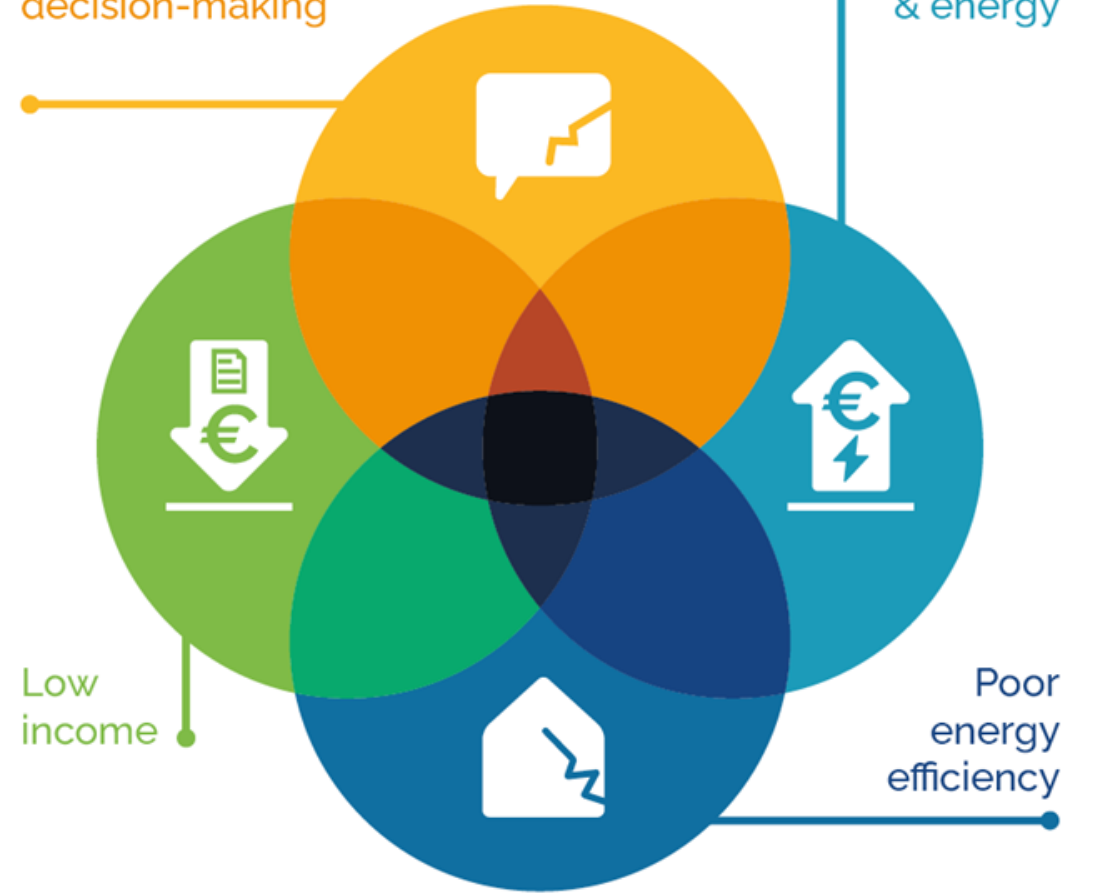 decision-making
& energy
€
€
Low
income
Poor
energy
efficiency